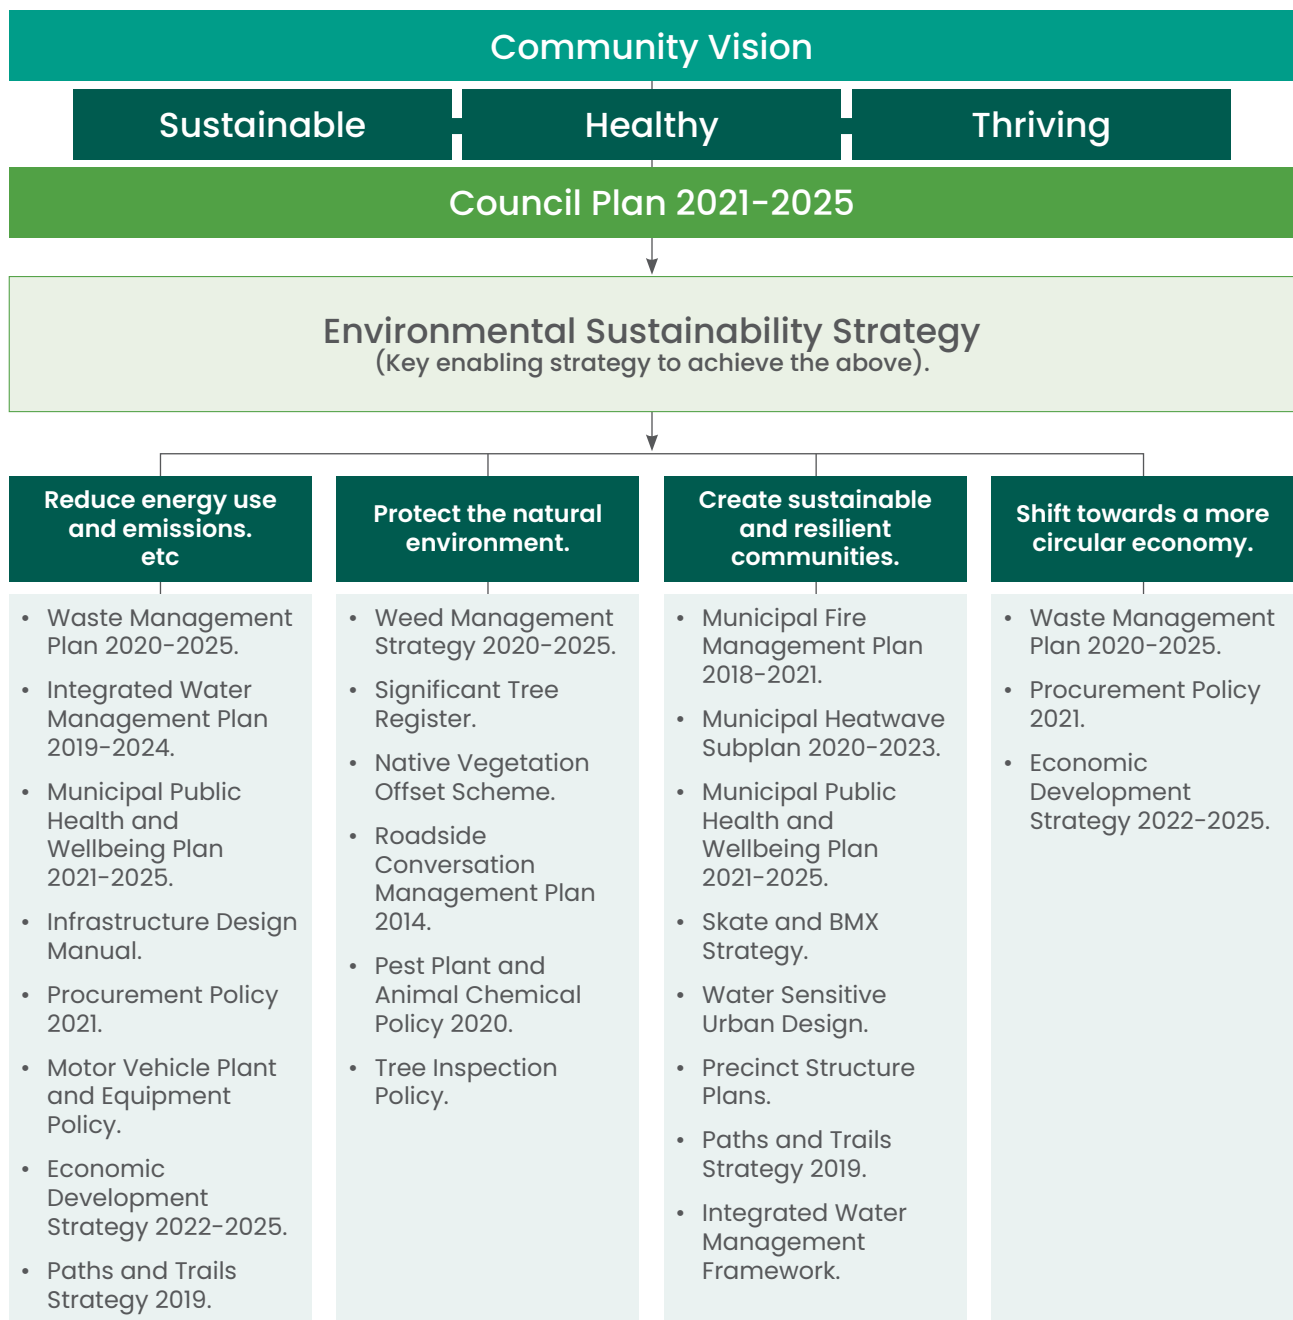 Community Vision
Sustainable
Healthy
Thriving
Council Plan 2021-2025
Environmental Sustainability Strategy
(Key enabling strategy to achieve the above).
Reduce energy use
and emissions.
etc
• Waste Management
Plan 2020-2025.
• Integrated Water
Management Plan
2019-2024.
• Municipal Public
Health and
Wellbeing Plan
2021-2025.
• Infrastructure Design
Manual.
• Procurement Policy
2021.
• Motor Vehicle Plant
and Equipment
Policy.
• Economic
Development
Strategy 2022-2025.
• Paths and Trails
Strategy 2019.
Protect the natural
environment.
• Weed Management
Strategy 2020-2025.
• Significant Tree
Register.
• Native Vegetation
Offset Scheme.
• Roadside
Conversation
Management Plan
2014.
• Pest Plant and
Animal Chemical
Policy 2020.
• Tree Inspection
Policy.
Create sustainable
and resilient
communities.
• Municipal Fire
Management Plan
2018-2021.
• Municipal Heatwave
Subplan 2020-2023.
• Municipal Public
Health and
Wellbeing Plan
2021-2025.
• Skate and BMX
Strategy.
• Water Sensitive
Urban Design.
• Precinct Structure
Plans.
• Paths and Trails
Strategy 2019.
• Integrated Water
Management
Framework.
Shift towards a more
circular economy.
• Waste Management
Plan 2020-2025.
• Procurement Policy
2021.
• Economic
Development
Strategy 2022-2025.